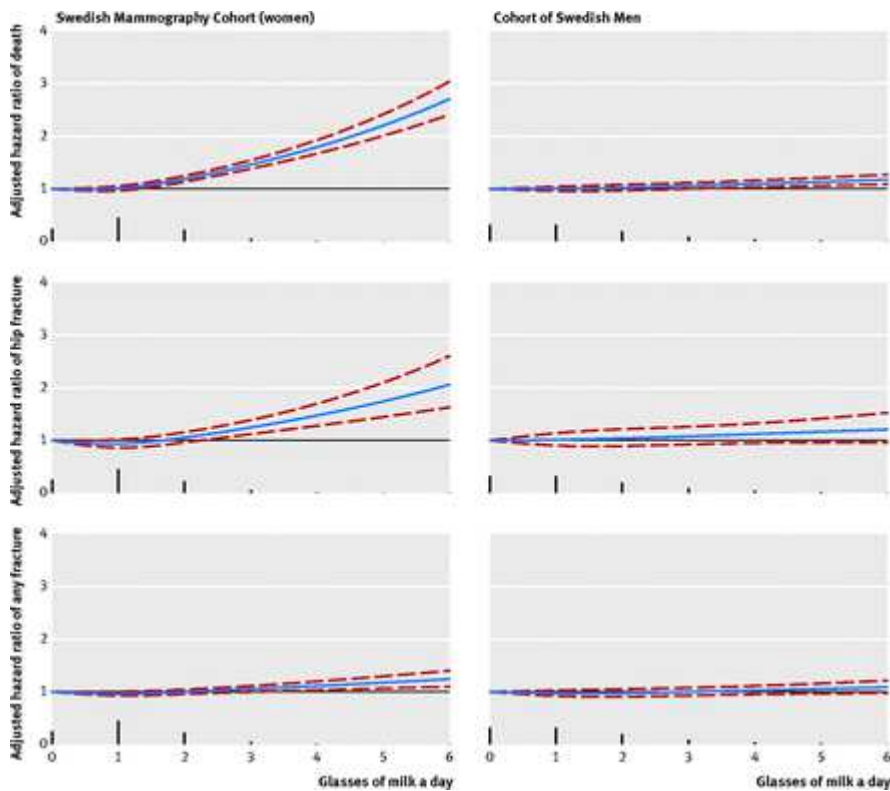 Swedish Mammography Cohort (women)
Cohort of Swedish Men
Adjusted hazard ratio of death
4
3
2
1
0
Adjusted hazard ratio of hip fracture
4
3
2
1
0
Adjusted hazard ratio of any fracture
4
3
2
1
0
0 1 2 3 4 5 6
0 1 2 3 4 5 6
Glasses of milk a day
Glasses of milk a day